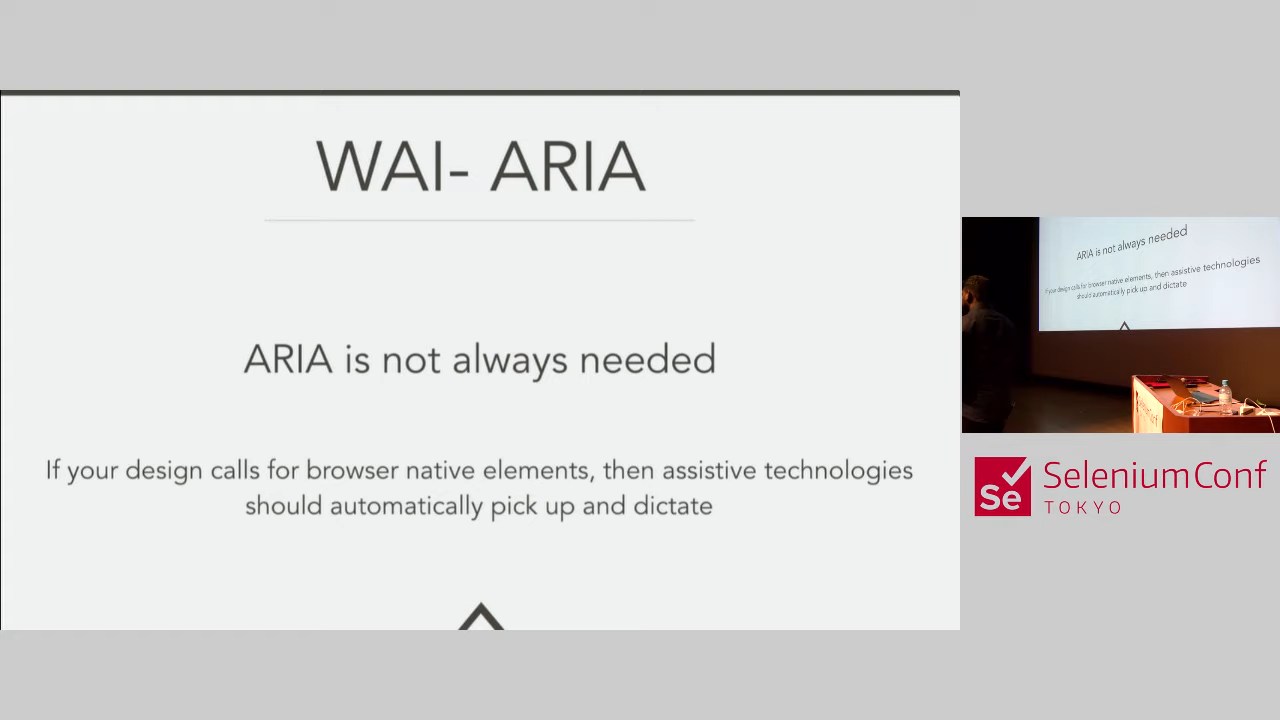 WAI- ARIA
ARIA is not always needed
If your design calls for browser native elements, then assistive technologies
should automatically pick up and dictate
ARIA is not always needed
If your design calls for browser native elements, then assistive technologies
should automatically pick up and dictate
Se
SeleniumConf
TOKYO